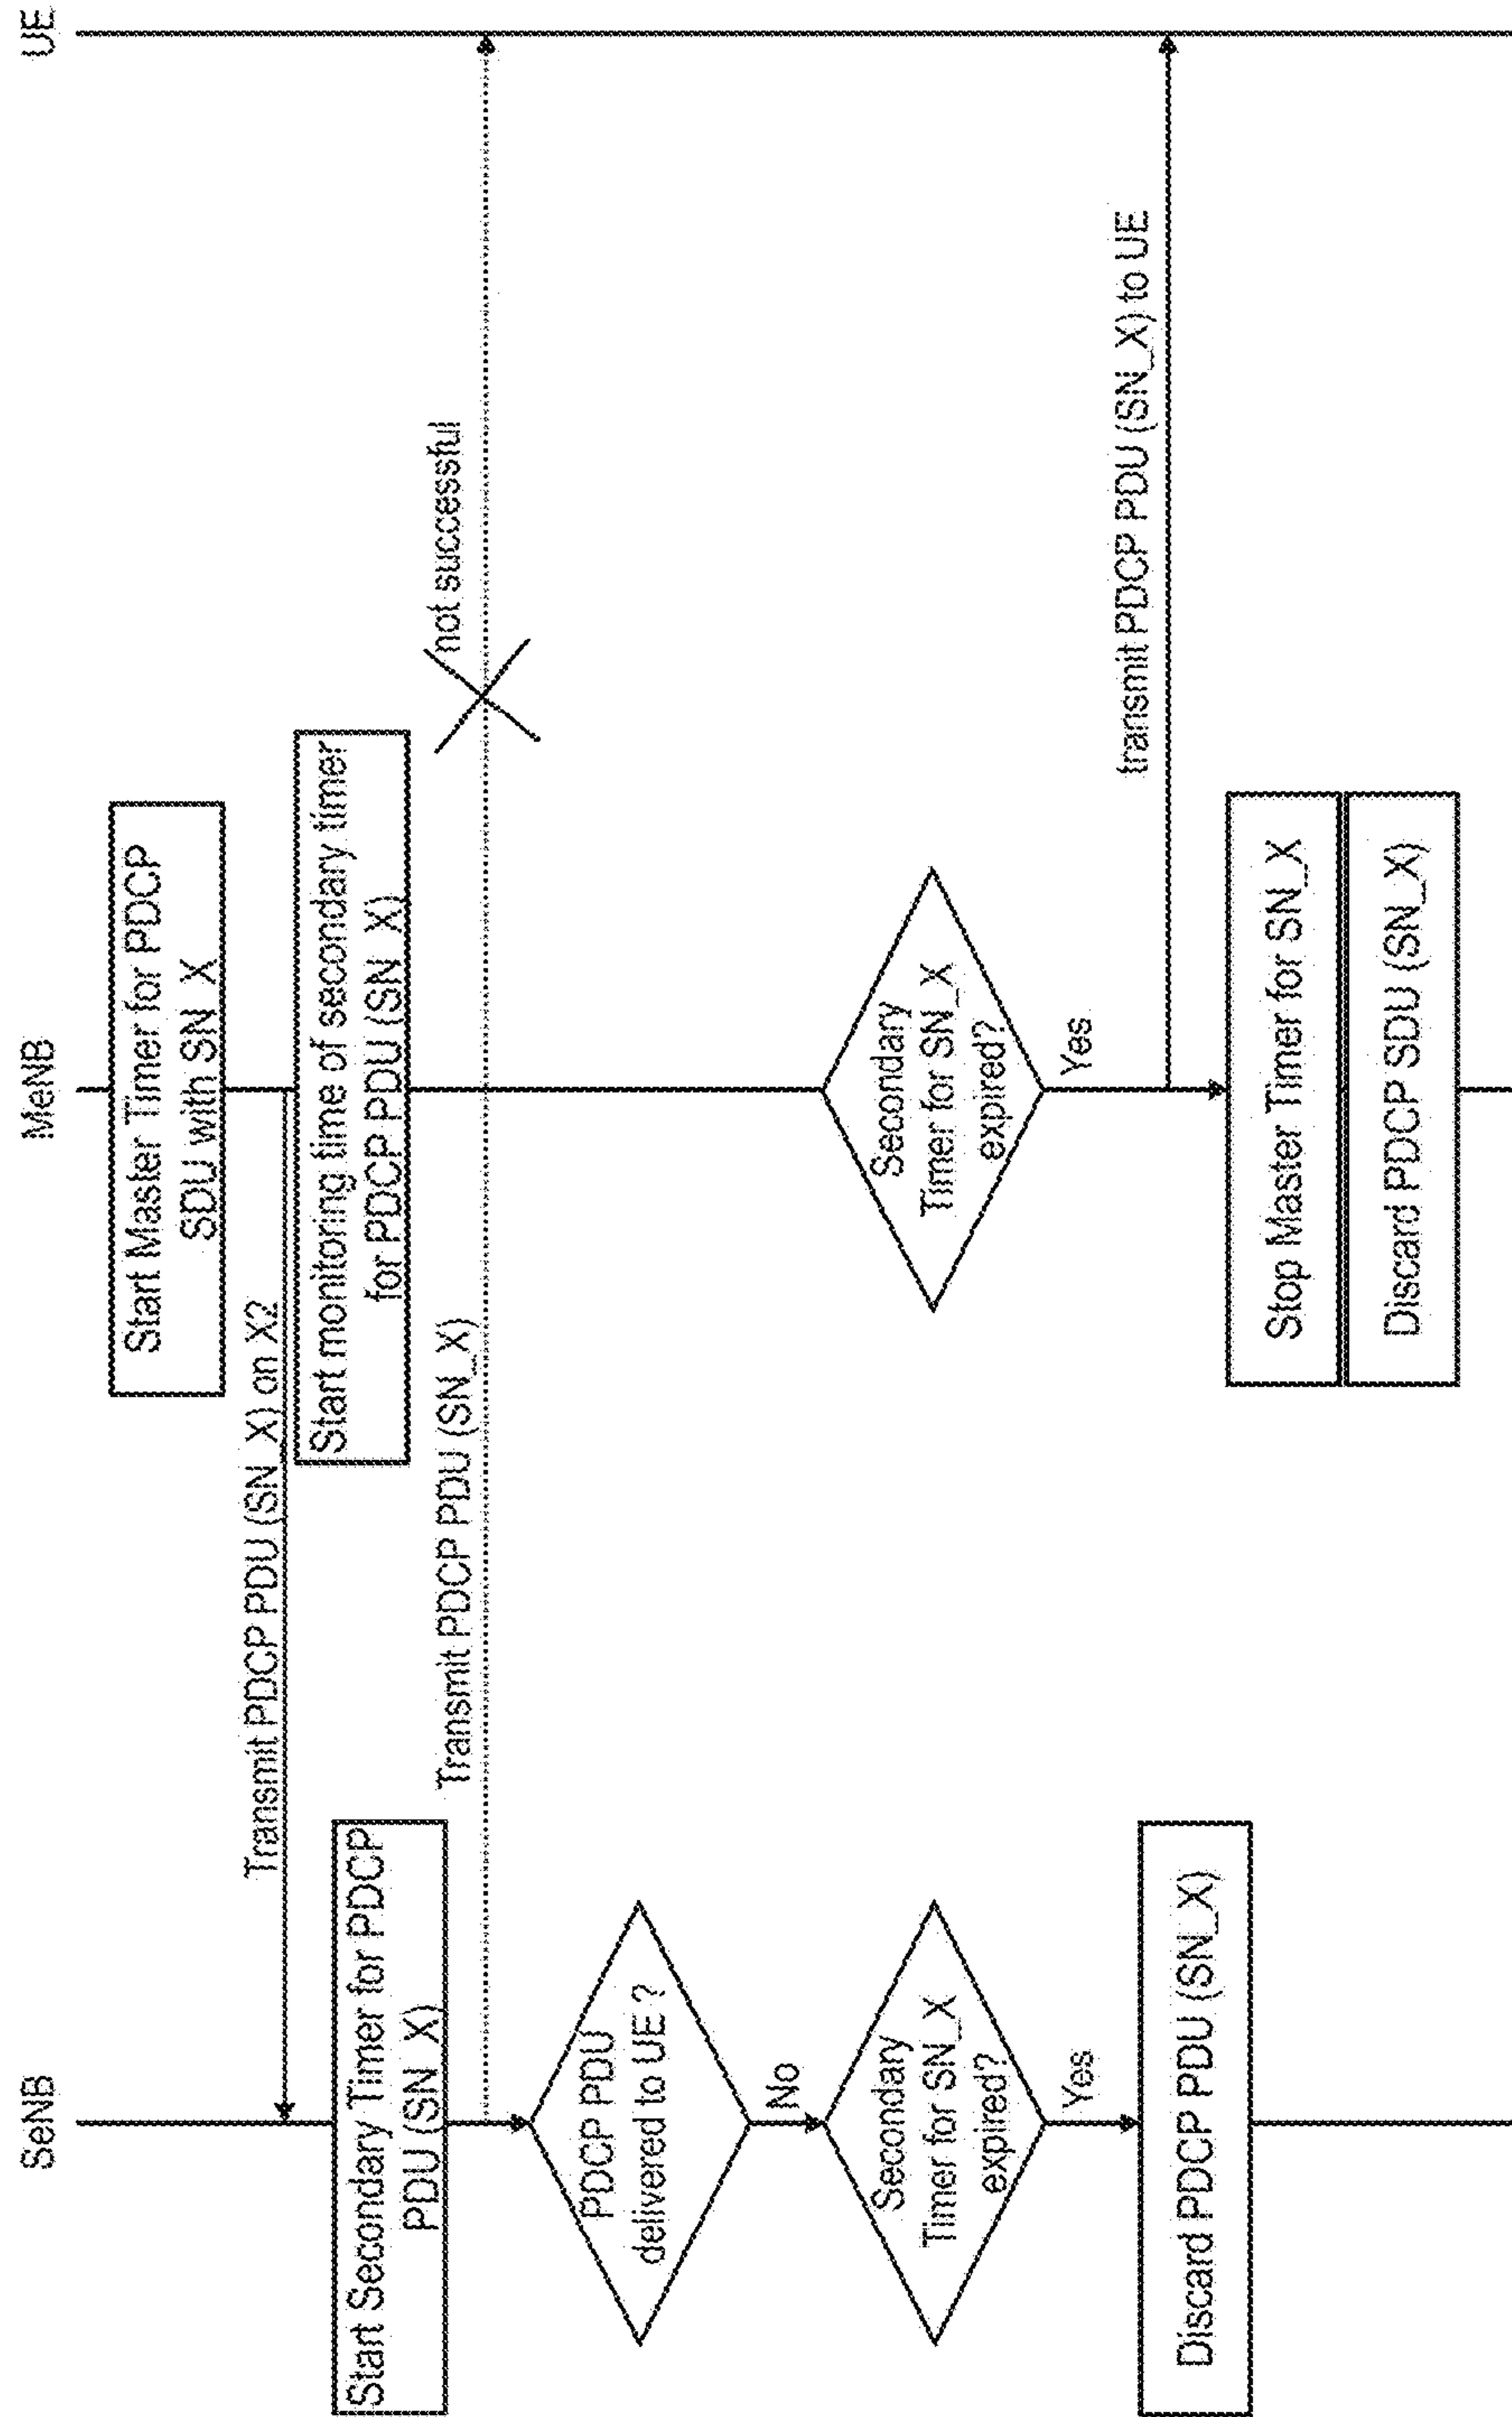 SeNB
MeNB
UE
Start Master Timer for PDCP
SDU with SN_X
Transmit PDCP PDU (SN_X) on X2
Start monitoring time of secondary timer
for PDCP PDU (SN_X)
Start Secondary Timer for PDCP
PDU (SN_X)
Transmit PDCP PDU (SN_X)
not successful
PDCP PDU
delivered to UE ?
No
Secondary
Timer for SN_X
expired?
Secondary
Timer for SN_X
expired?
Yes
Yes
transmit PDCP PDU (SN_X) to UE
Discard PDCP PDU (SN_X)
Stop Master Timer for SN_X
Discard PDCP SDU (SN_X)